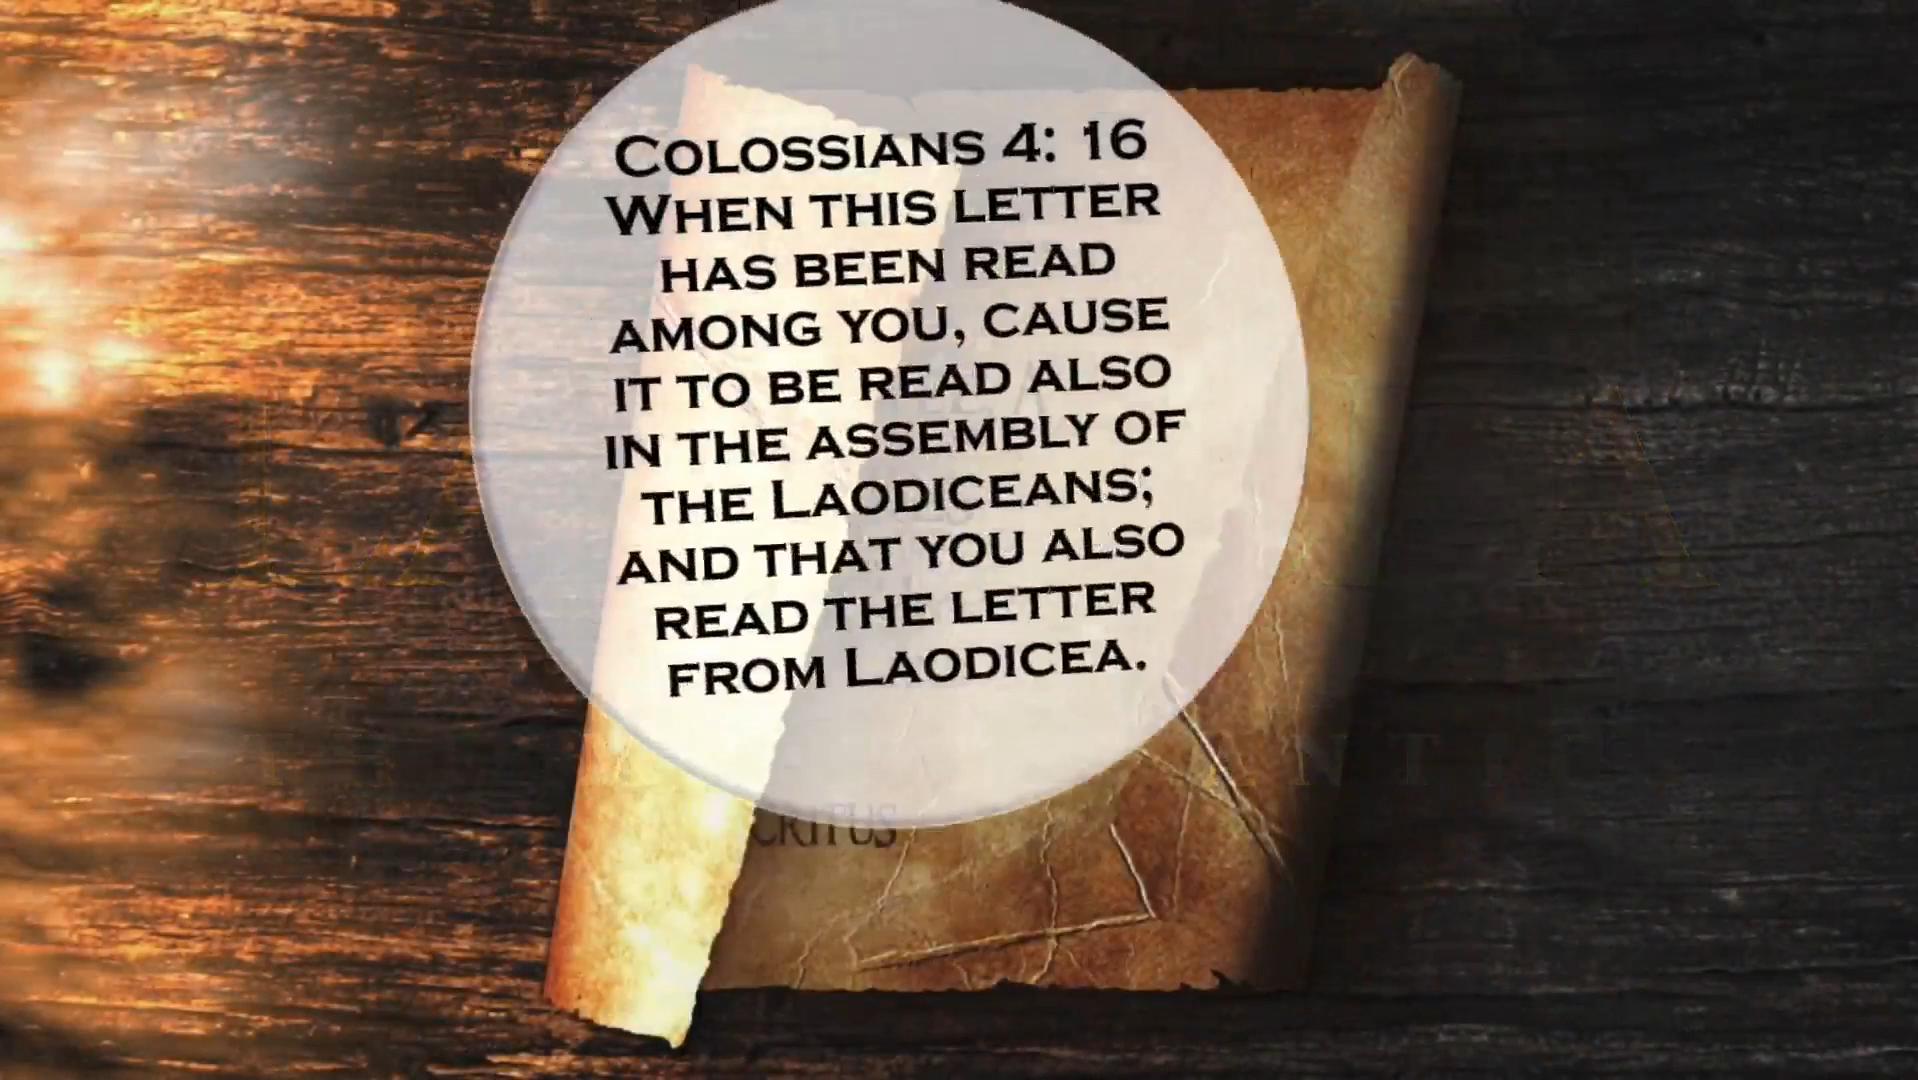 Colossians 4: 16
When this letter
has been read
among you, cause
it to be read also
in the assembly of
the Laodiceans;
and that you also
read the letter
from Laodicea.